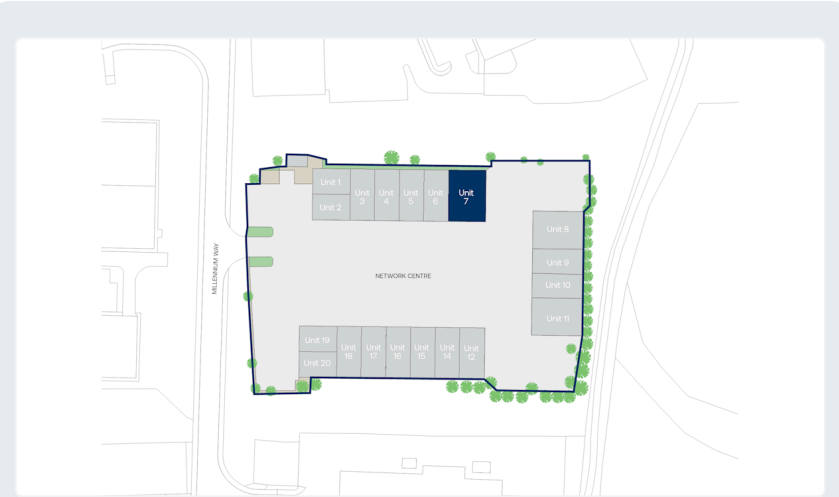 Unit 1
Unit 2
Unit
3
Unit
4
Unit
5
Unit
6
Unit
7
Unit 8
Unit 9
Unit 10
Unit 11
MILLENNIUM WAY
NETWORK CENTRE
Unit 19
Unit 20
Unit
18
Unit
17
Unit
16
Unit
15
Unit
14
Unit
12